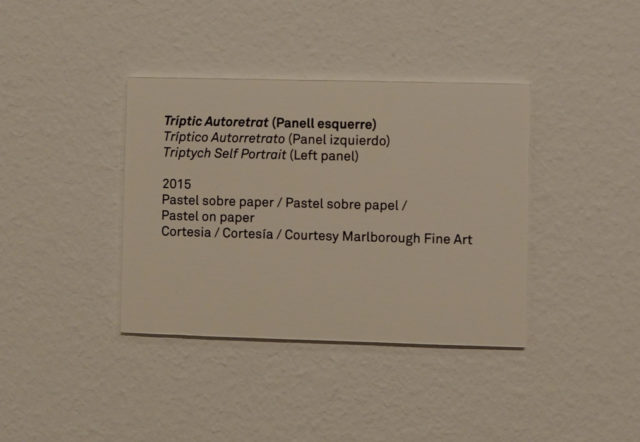 Tríptic Autoretrat (Panell esquerre)
Tríptico Autorretrato (Panel izquierdo)
Triptych Self Portrait (Left panel)
2015
Pastel sobre paper / Pastel sobre papel /
Pastel on paper
Cortesia / Cortesía / Courtesy Marlborough Fine Art